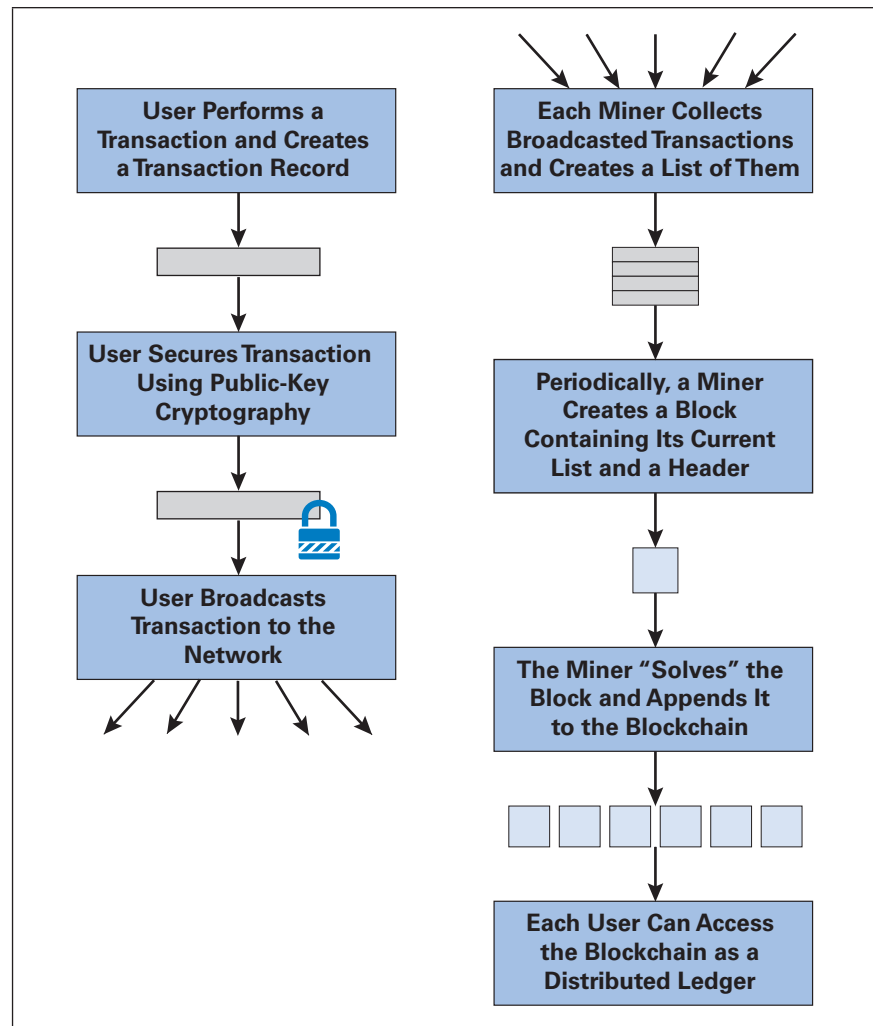 User Performs a
Transaction and Creates
a Transaction Record
User Secures Transaction
Using Public-Key
Cryptography
User Broadcasts
Transaction to the
Network
Each Miner Collects
Broadcasted Transactions
and Creates a List of Them
Periodically, a Miner
Creates a Block
Containing Its Current
List and a Header
The Miner “Solves” the
Block and Appends It
to the Blockchain
Each User Can Access
the Blockchain as a
Distributed Ledger